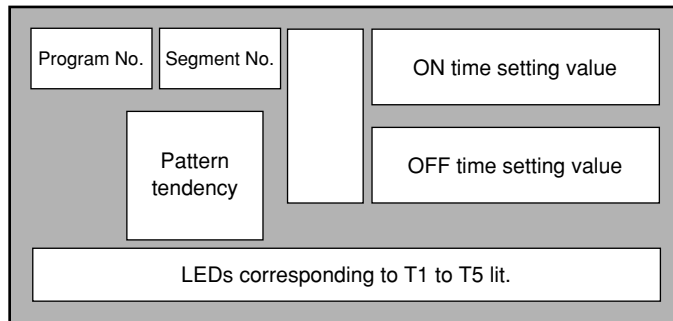 Program No.
Segment No.
ON time setting value
Pattern
tendency
OFF time setting value
LEDs corresponding to T1 to T5 lit.